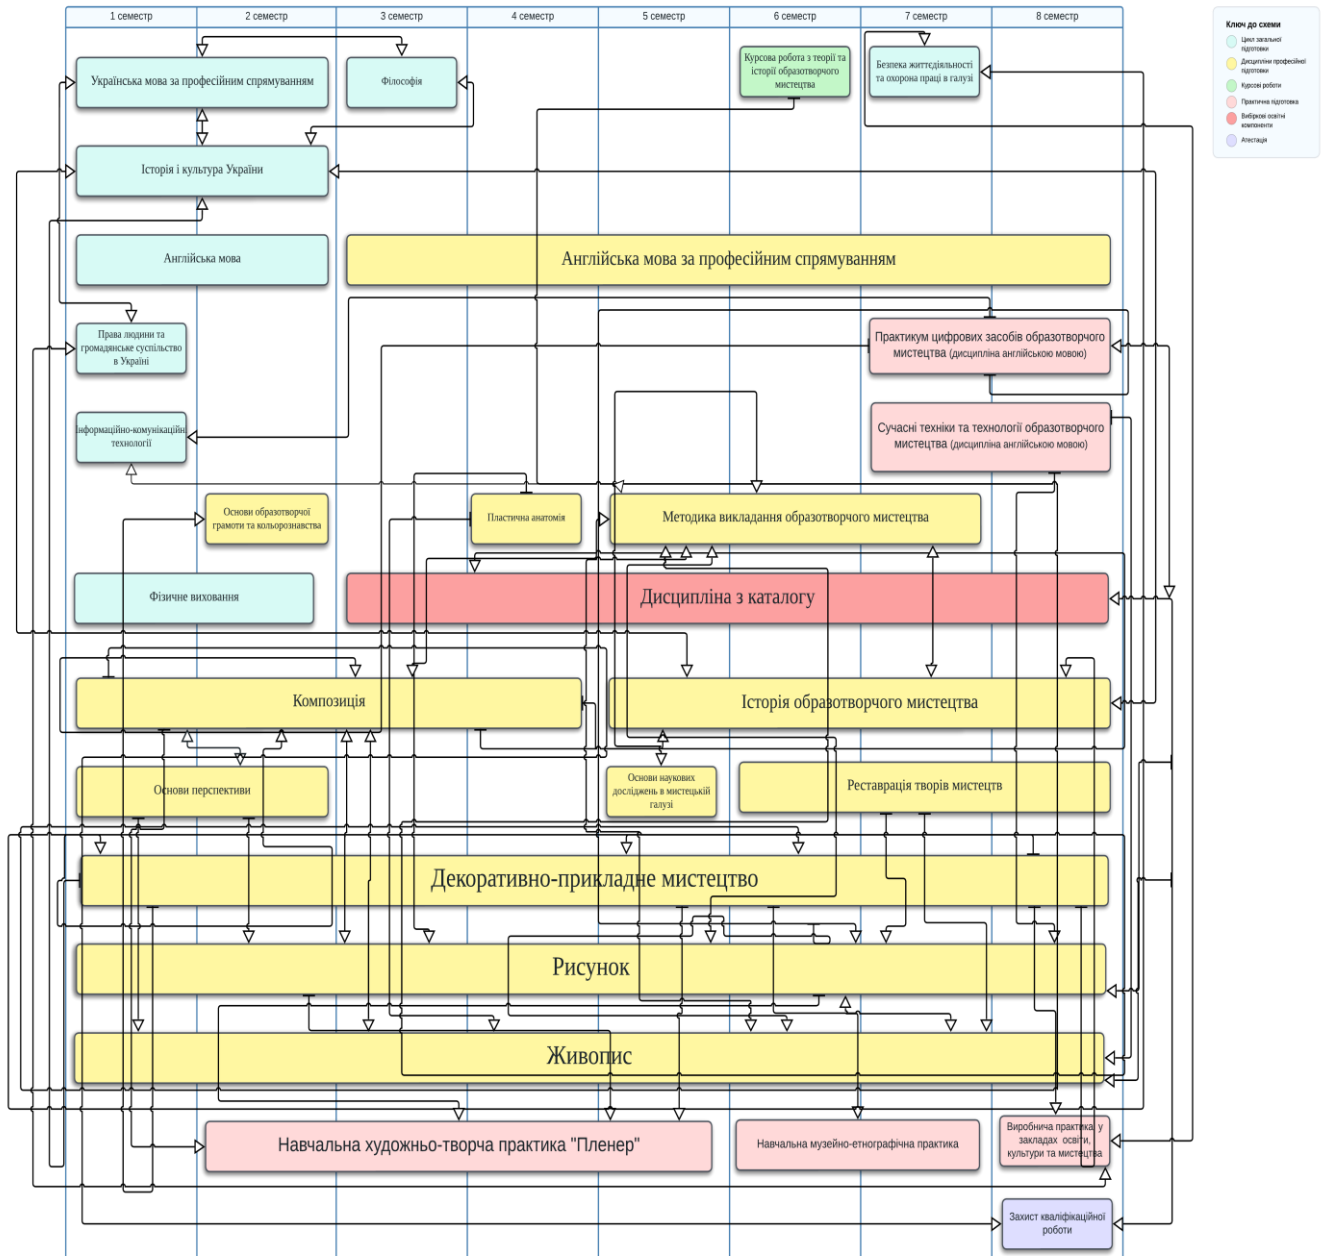 1 семестр
2 семестр
3 семестр
4 семестр
5 семестр
6 семестр
7 семестр
8 семестр
Ключ до схеми
Цикл загальної
підготовки
Дисципліни професійної
підготовки
Курсові роботи
Практична підготовка
Вибіркові освітні
компоненти
Атестація
Українська мова за професійним спрямуванням
Філософія
Курсова робота з теорії та
історії образотворчого
мистецтва
Безпека життєдіяльності
та охорона праці в галузі
Історія і культура України
Англійська мова
Англійська мова за професійним спрямуванням
Права людини та
громадянське суспільство
в Україні
Практикум цифрових засобів образотворчого
мистецтва (дисципліна англійською мовою)
Інформаційно-комунікаційні
технології
Сучасні техніки та технології образотворчого
мистецтва (дисципліна англійською мовою)
Основи образотворчої
грамоти та кольорознавства
Пластична анатомія
Методика викладання образотворчого мистецтва
Фізичне виховання
Дисципліна з каталогу
Композиція
Історія образотворчого мистецтва
Основи перспективи
Основи наукових
досліджень в мистецькій
галузі
Реставрація творів мистецтв
Декоративно-прикладне мистецтво
Рисунок
Живопис
Навчальна художньо-творча практика "Пленер"
Навчальна музейно-етнографічна практика
Виробнича практика у
закладах освіти,
культури та мистецтва
Захист кваліфікаційної
роботи